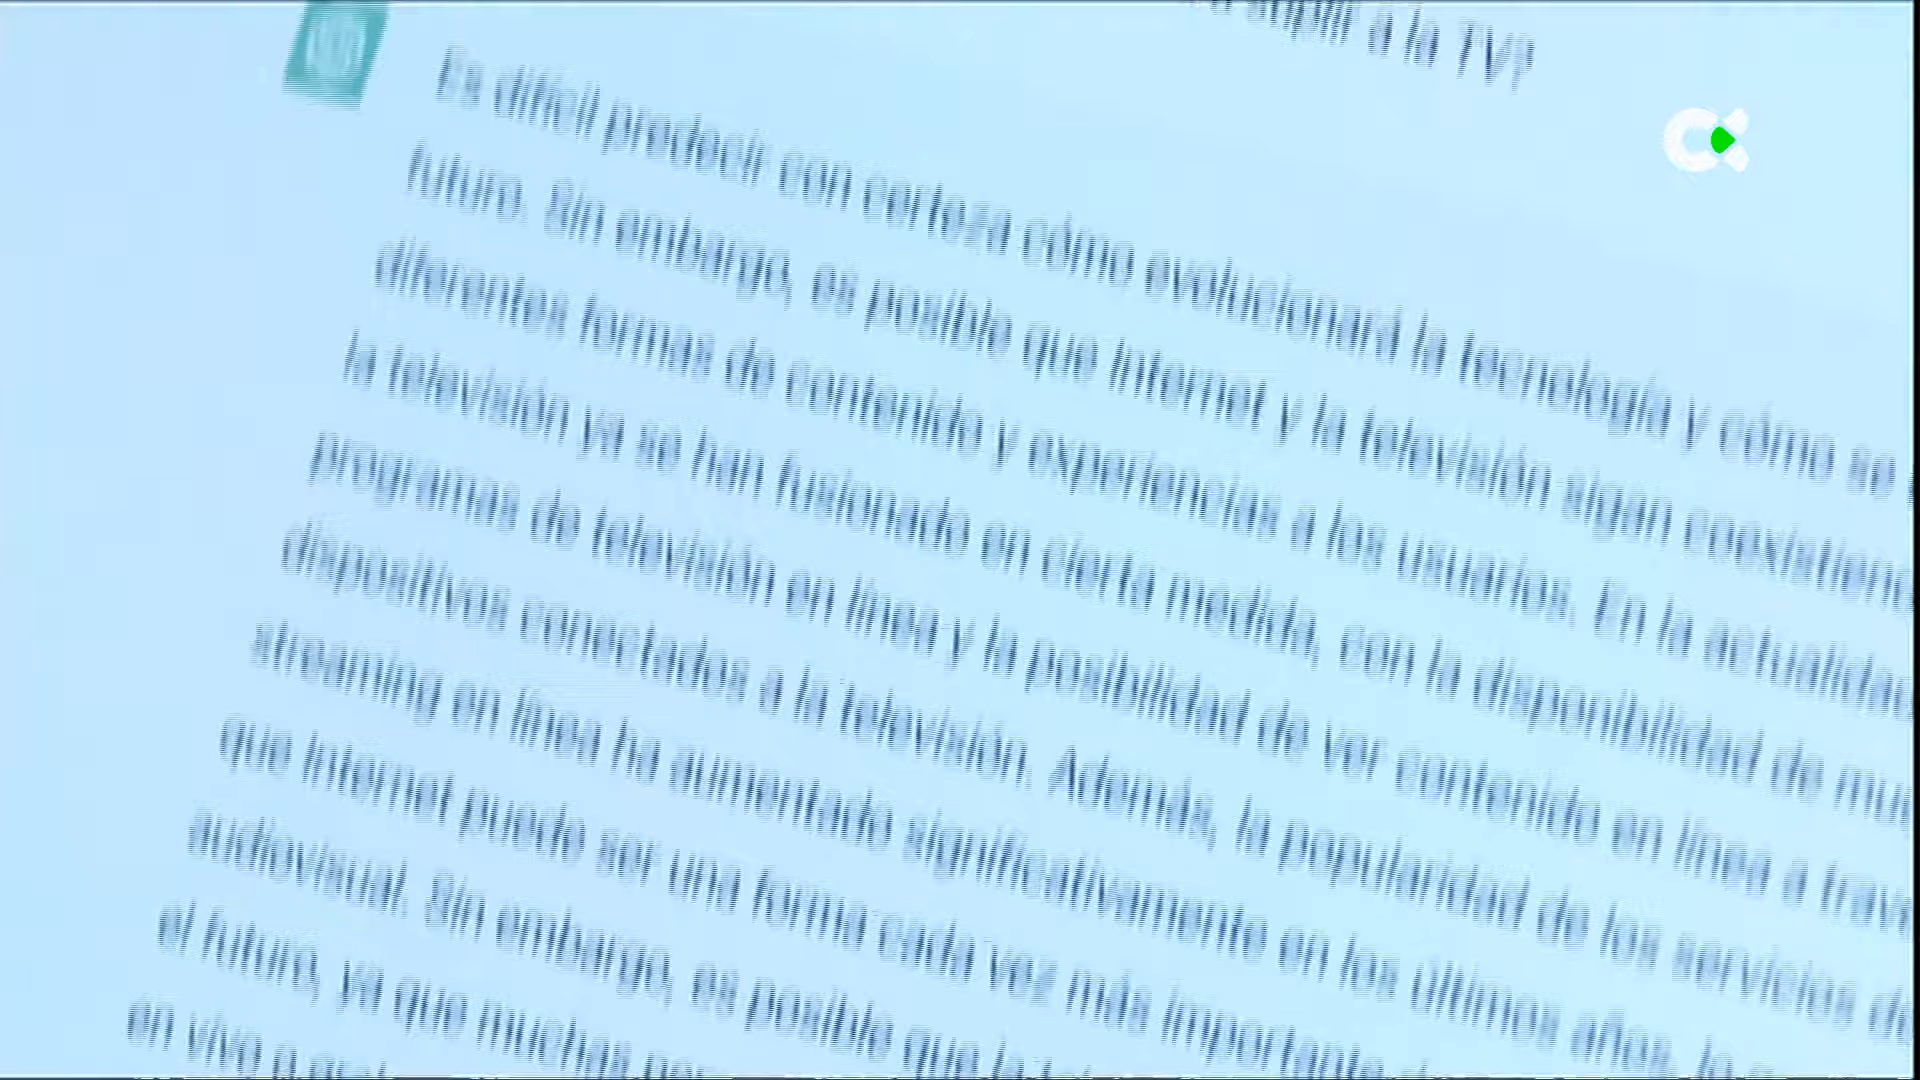 a la TV?
Es difícil predecir con certeza cómo evolucionará la tecnología y cómo se
futuro. Sin embargo, es posible que Internet y la televisión sigan coexistiendo
diferentes formas de contenido y experiencias a los usuarios. En la actualidad
la televisión ya se han fusionado en cierta medida, con la disponibilidad de
programas de televisión en línea y la posibilidad de ver contenido en línea a
dispositivos conectados a la televisión. Además, la popularidad de los servicios de
streaming en línea ha aumentado significativamente en los últimos años, lo
que Internet puede ser una forma cada vez más
audiovisual. Sin embargo, es posible que
el futuro, ya que muchas
en vivo